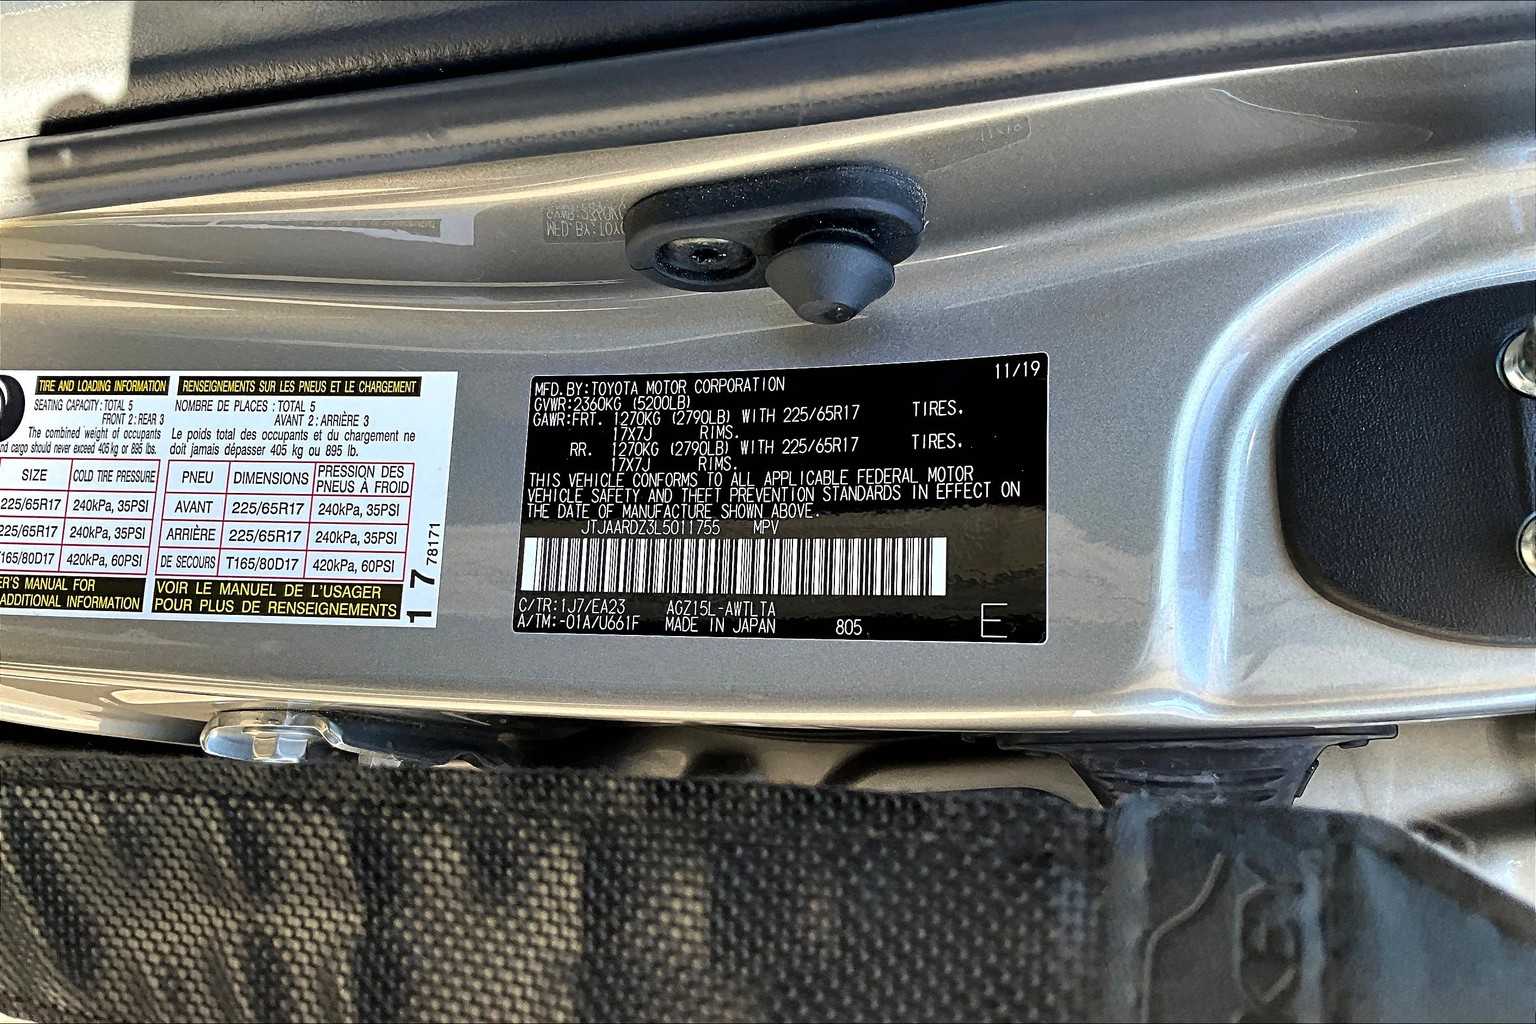 TIRE AND LOADING INFORMATION
SEATING CAPACITY: TOTAL 5
FRONT 2: REAR 3
The combined weight of occupants
and cargo should never exceed 405 kg or 895 lbs.
SIZE COLD TIRE PRESSURE
225/65R17 240kPa, 35PSI
225/65R17 240kPa, 35PSI
T165/80D17 420kPa, 60PSI
ER'S MANUAL FOR
ADDITIONAL INFORMATION
RENSEIGNEMENTS SUR LES PNEUS ET LE CHARGEMENT
NOMBRE DE PLACES : TOTAL 5
AVANT 2 : ARRIÈRE 3
Le poids total des occupants et du chargement ne
doit jamais dépasser 405 kg ou 895 lb.
PNEU DIMENSIONS PRESSION DES PNEUS À FROID
AVANT 225/65R17 240kPa, 35PSI
ARRIÈRE 225/65R17 240kPa, 35PSI
DE SECOURS T165/80D17 420kPa, 60PSI
VOIR LE MANUEL DE L'USAGER
POUR PLUS DE RENSEIGNEMENTS
17 78171
11/19
MFD.BY:TOYOTA MOTOR CORPORATION
GVWR:2360KG (5200LB)
GAWR:FRT. 1270KG (2790LB) WITH 225/65R17 TIRES.
17X7J RIMS.
RR. 1270KG (2790LB) WITH 225/65R17 TIRES.
17X7J RIMS.
THIS VEHICLE CONFORMS TO ALL APPLICABLE FEDERAL MOTOR
VEHICLE SAFETY AND THEFT PREVENTION STANDARDS IN EFFECT ON
THE DATE OF MANUFACTURE SHOWN ABOVE.
JTJAARDZ3L5011755 MPV
C/TR:1J7/EA23 AGZ15L-AWTLTA
A/TM:-01A/U661F MADE IN JAPAN 805 E